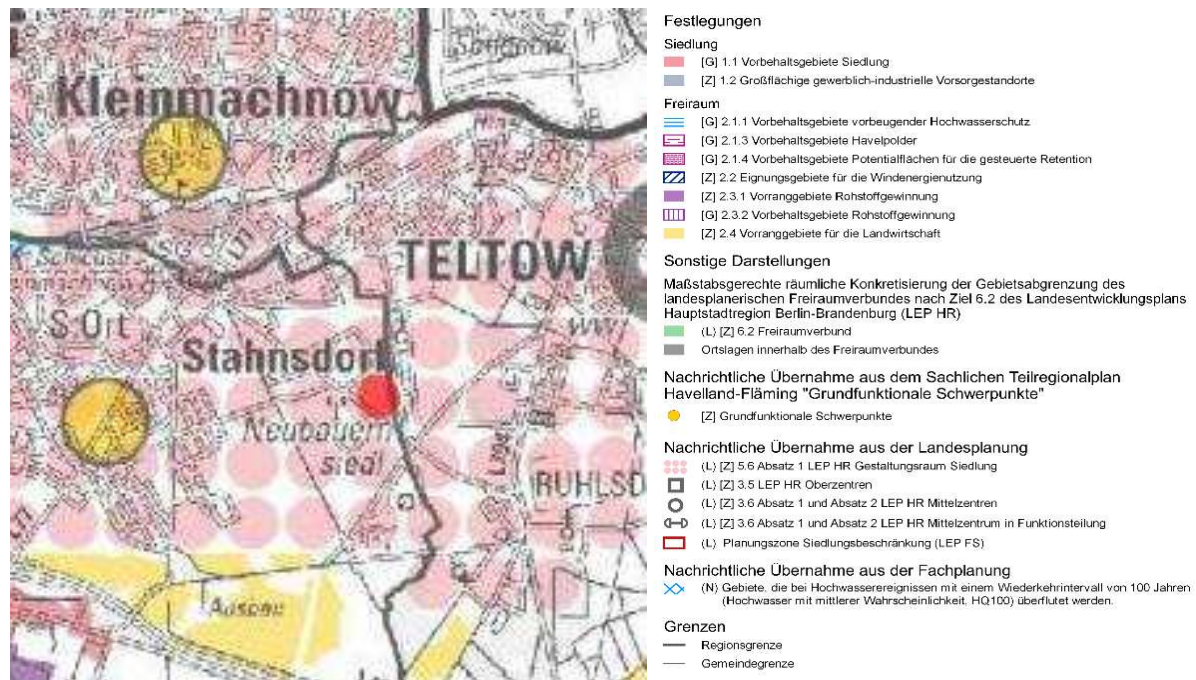 Kleinmachnow
TELTOW
S.Ort
Stahnsdorf
Neubauern
siedl
RUHLSD
Ausbau
Festlegungen
Siedlung
[G] 1.1 Vorbehaltsgebiete Siedlung
[Z] 1.2 Großflächige gewerblich-industrielle Vorsorgestandorte
Freiraum
[G] 2.1.1 Vorbehaltsgebiete vorbeugender Hochwasserschutz
[G] 2.1.3 Vorbehaltsgebiete Havelpolder
[G] 2.1.4 Vorbehaltsgebiete Potentialflächen für die gesteuerte Retention
[Z] 2.2 Eignungsgebiete für die Windenergienutzung
[Z] 2.3.1 Vorranggebiete Rohstoffgewinnung
[G] 2.3.2 Vorbehaltsgebiete Rohstoffgewinnung
[Z] 2.4 Vorranggebiete für die Landwirtschaft
Sonstige Darstellungen
Maßstabsgerechte räumliche Konkretisierung der Gebietsabgrenzung des
landesplanerischen Freiraumverbundes nach Ziel 6.2 des Landesentwicklungsplans
Hauptstadtregion Berlin-Brandenburg (LEP HR)
(L) [Z] 6.2 Freiraumverbund
Ortslagen innerhalb des Freiraumverbundes
Nachrichtliche Übernahme aus dem Sachlichen Teilregionalplan
Havelland-Fläming "Grundfunktionale Schwerpunkte"
[Z] Grundfunktionale Schwerpunkte
Nachrichtliche Übernahme aus der Landesplanung
(L) [Z] 5.6 Absatz 1 LEP HR Gestaltungsraum Siedlung
(L) [Z] 3.5 LEP HR Oberzentren
(L) [Z] 3.6 Absatz 1 und Absatz 2 LEP HR Mittelzentren
(L) [Z] 3.6 Absatz 1 und Absatz 2 LEP HR Mittelzentrum in Funktionsteilung
(L) Planungszone Siedlungsbeschränkung (LEP FS)
Nachrichtliche Übernahme aus der Fachplanung
(N) Gebiete, die bei Hochwasserereignissen mit einem Wiederkehrintervall von 100 Jahren
(Hochwasser mit mittlerer Wahrscheinlichkeit, HQ100) überflutet werden.
Grenzen
Regionsgrenze
Gemeindegrenze